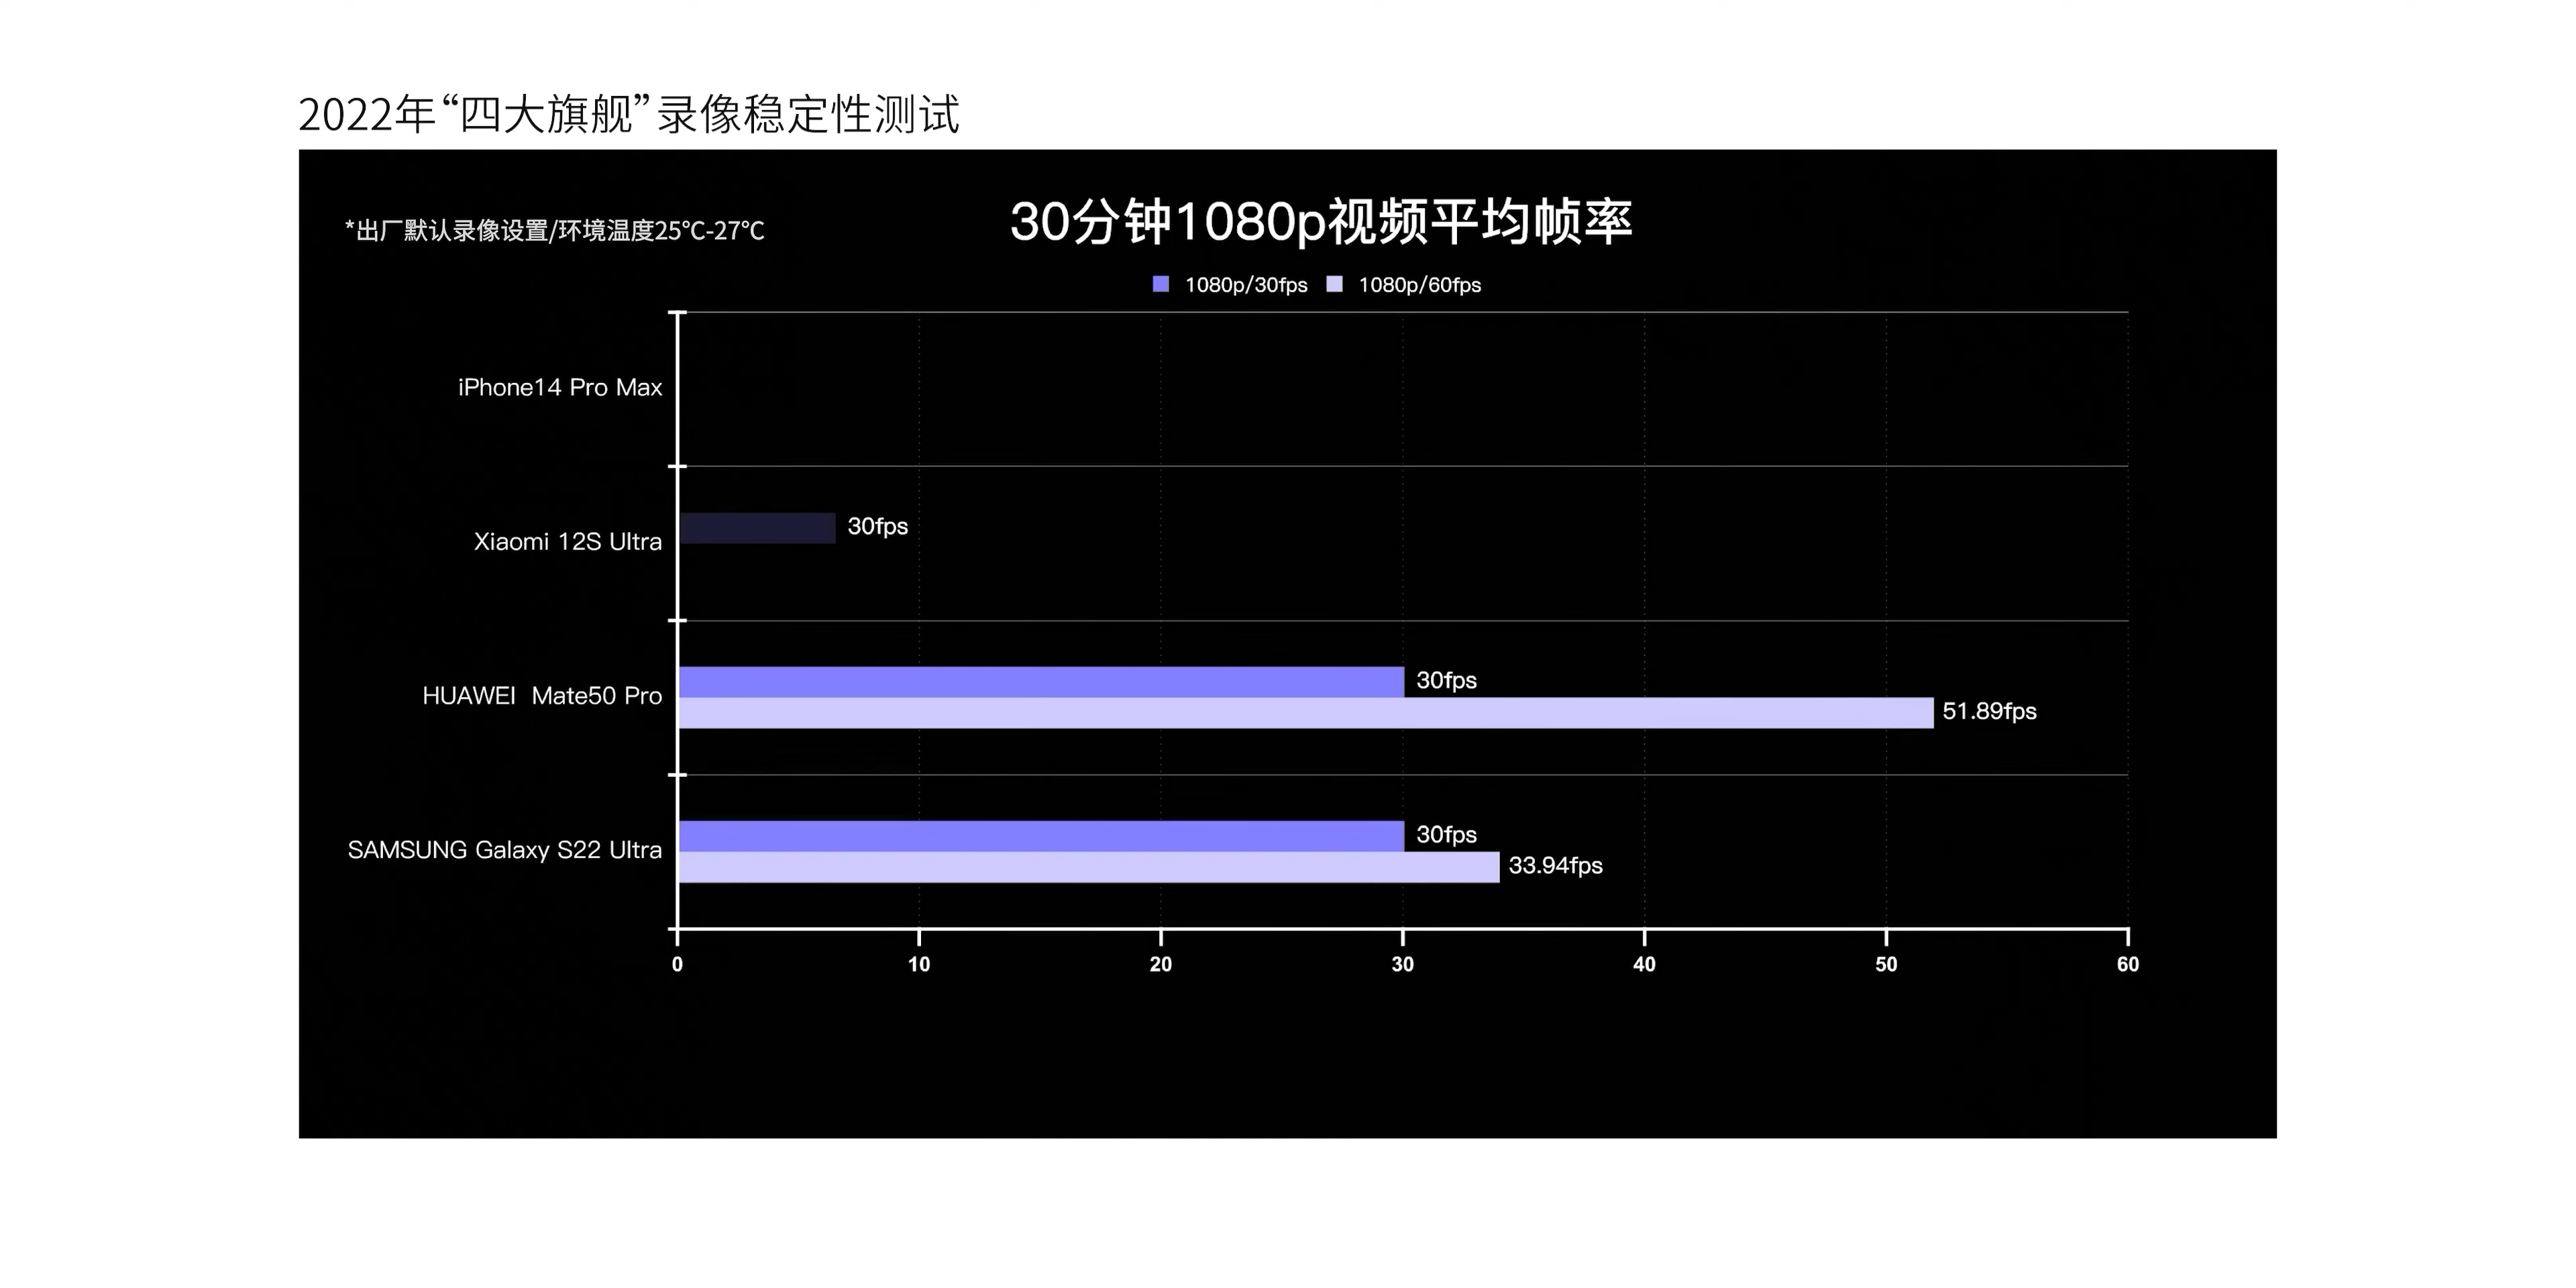 2022年“四大旗舰”录像稳定性测试
*出厂默认录像设置/环境温度25°C-27°C
30分钟1080p视频平均帧率
1080p/30fps 1080p/60fps
iPhone14 Pro Max
Xiaomi 12S Ultra 30fps
HUAWEI Mate50 Pro 30fps
51.89fps
SAMSUNG Galaxy S22 Ultra 30fps
33.94fps
0 10 20 30 40 50 60